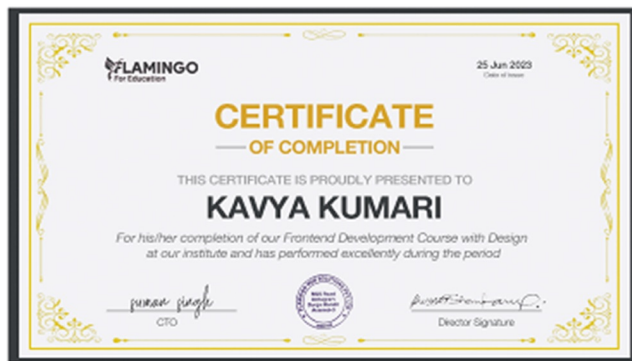 FLAMINGO
For Education
25 Jun 2023
Date of Issue
CERTIFICATE
OF COMPLETION
THIS CERTIFICATE IS PROUDLY PRESENTED TO
KAVYA KUMARI
For his/her completion of our Frontend Development Course with Design
at our institute and has performed excellently during the period
suman singh
CTO
Director Signature